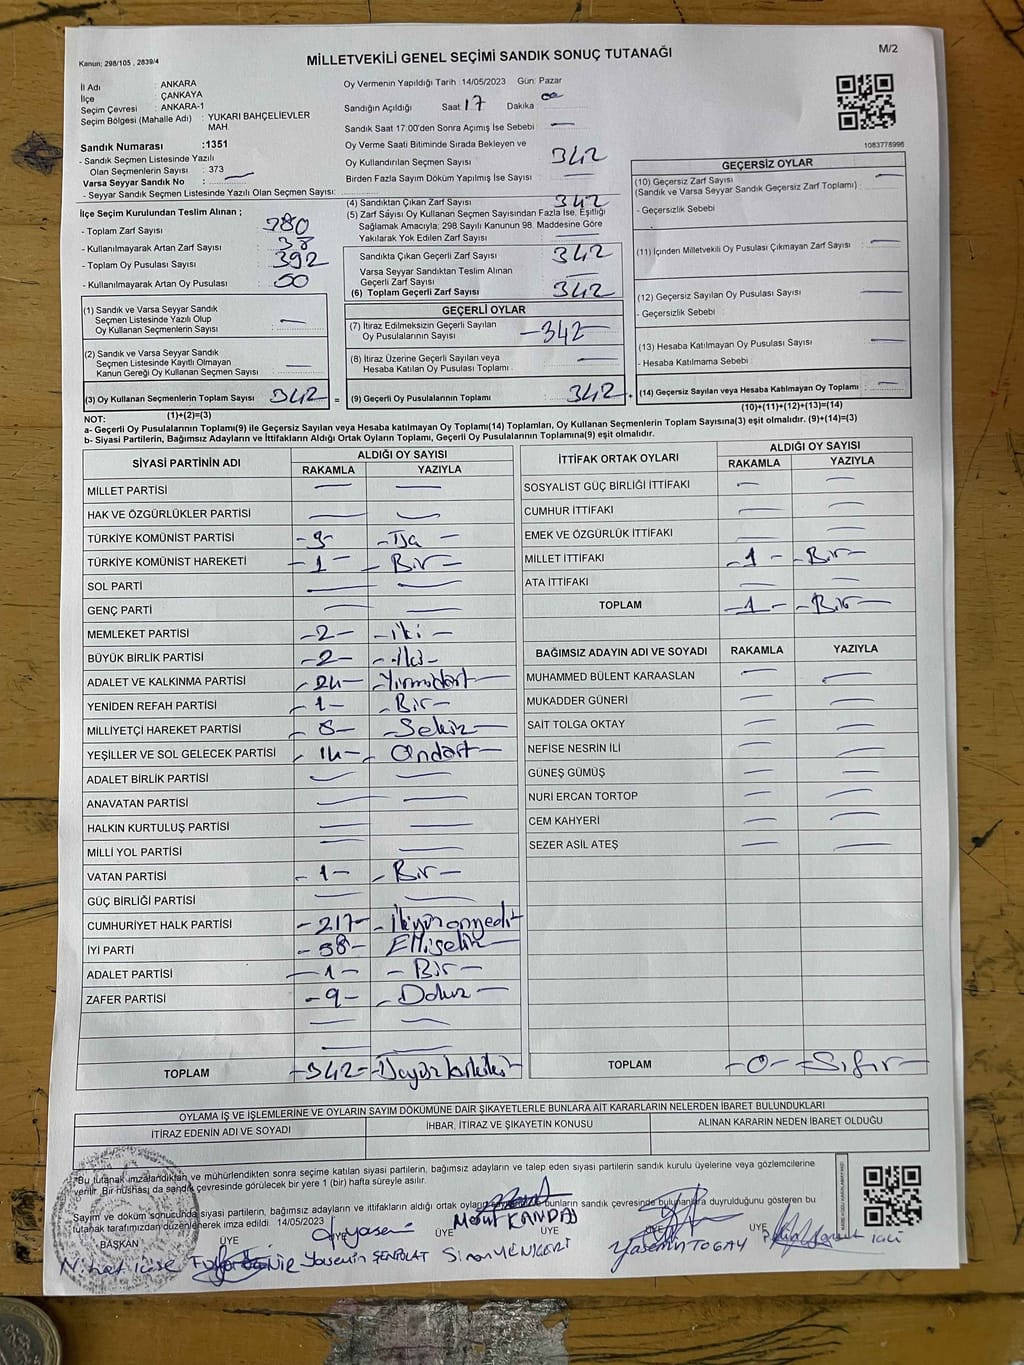 Kanun; 298/105 , 2839/4
MİLLETVEKİLİ GENEL SEÇİMİ SANDIK SONUÇ TUTANAĞI
M/2
İl Adı : ANKARA
İlçe : ÇANKAYA
Seçim Çevresi : ANKARA-1
Seçim Bölgesi (Mahalle Adı) : YUKARI BAHÇELİEVLER MAH
Sandık Numarası :1351
- Sandık Seçmen Listesinde Yazılı
Olan Seçmenlerin Sayısı : 373
Varsa Seyyar Sandık No : —
- Seyyar Sandık Seçmen Listesinde Yazılı Olan Seçmen Sayısı:
Oy Vermenin Yapıldığı Tarih : 14/05/2023 Gün: Pazar
Sandığın Açıldığı Saat 17 Dakika 00
Sandık Saat 17:00'den Sonra Açımış İse Sebebi —
Oy Verme Saati Bitiminde Sırada Bekleyen ve
Oy Kullandırılan Seçmen Sayısı 342
Birden Fazla Sayım Döküm Yapılmış İse Sayısı —
1083778996
İlçe Seçim Kurulundan Teslim Alınan ;
- Toplam Zarf Sayısı 380
- Kullanılmayarak Artan Zarf Sayısı 38
- Toplam Oy Pusulası Sayısı 392
- Kullanılmayarak Artan Oy Pusulası 50
(1) Sandık ve Varsa Seyyar Sandık
Seçmen Listesinde Yazılı Olup
Oy Kullanan Seçmenlerin Sayısı —
(2) Sandık ve Varsa Seyyar Sandık
Seçmen Listesinde Kayıtlı Olmayan
Kanun Gereği Oy Kullanan Seçmen Sayısı —
(3) Oy Kullanan Seçmenlerin Toplam Sayısı 342 =
(1)+(2)=(3)
(4) Sandıktan Çıkan Zarf Sayısı 342
(5) Zarf Sayısı Oy Kullanan Seçmen Sayısından Fazla İse, Eşitliği
Sağlamak Amacıyla; 298 Sayılı Kanunun 98. Maddesine Göre
Yakılarak Yok Edilen Zarf Sayısı —
Sandıkta Çıkan Geçerli Zarf Sayısı 342
Varsa Seyyar Sandıktan Teslim Alınan
Geçerli Zarf Sayısı —
(6) Toplam Geçerli Zarf Sayısı 342
GEÇERLİ OYLAR
(7) İtiraz Edilmeksizin Geçerli Sayılan
Oy Pusulalarının Sayısı —342—
(8) İtiraz Üzerine Geçerli Sayılan veya
Hesaba Katılan Oy Pusulası Toplamı —
(9) Geçerli Oy Pusulalarının Toplamı 342 +
GEÇERSİZ OYLAR
(10) Geçersiz Zarf Sayısı —
(Sandık ve Varsa Seyyar Sandık Geçersiz Zarf Toplamı)
- Geçersizlik Sebebi
(11) İçinden Milletvekili Oy Pusulası Çıkmayan Zarf Sayısı —
(12) Geçersiz Sayılan Oy Pusulası Sayısı —
- Geçersizlik Sebebi
(13) Hesaba Katılmayan Oy Pusulası Sayısı —
- Hesaba Katılmama Sebebi
(14) Geçersiz Sayılan veya Hesaba Katılmayan Oy Toplamı —
(10)+(11)+(12)+(13)=(14)
NOT:
a- Geçerli Oy Pusulalarının Toplamı(9) ile Geçersiz Sayılan veya Hesaba katılmayan Oy Toplamı(14) Toplamları, Oy Kullanan Seçmenlerin Toplam Sayısına(3) eşit olmalıdır. (9)+(14)=(3)
b- Siyasi Partilerin, Bağımsız Adayların ve İttifakların Aldığı Ortak Oyların Toplamı, Geçerli Oy Pusulalarının Toplamına(9) eşit olmalıdır.
SİYASİ PARTİNİN ADI ALDIĞI OY SAYISI
RAKAMLA YAZIYLA
MİLLET PARTİSİ — —
HAK VE ÖZGÜRLÜKLER PARTİSİ — —
TÜRKİYE KOMÜNİST PARTİSİ -3- -Üç -
TÜRKİYE KOMÜNİST HAREKETİ -1- -Bir-
SOL PARTİ — —
GENÇ PARTİ — —
MEMLEKET PARTİSİ -2- -iki -
BÜYÜK BİRLİK PARTİSİ -2- -İki-
ADALET VE KALKINMA PARTİSİ -24- -Yirmidört-
YENİDEN REFAH PARTİSİ -1- -Bir-
MİLLİYETÇİ HAREKET PARTİSİ -8- -Sekiz-
YEŞİLLER VE SOL GELECEK PARTİSİ -14- -Ondört-
ADALET BİRLİK PARTİSİ — —
ANAVATAN PARTİSİ — —
HALKIN KURTULUŞ PARTİSİ — —
MİLLİ YOL PARTİSİ — —
VATAN PARTİSİ -1- -Bir-
GÜÇ BİRLİĞİ PARTİSİ — —
CUMHURİYET HALK PARTİSİ -217- -İkiyüzonyedi-
İYİ PARTİ -58- Ellisekiz
ADALET PARTİSİ -1- -Bir-
ZAFER PARTİSİ -9- -Dokuz-
TOPLAM -342- -Üçyüzkırkiki-
İTTİFAK ORTAK OYLARI ALDIĞI OY SAYISI
RAKAMLA YAZIYLA
SOSYALİST GÜÇ BİRLİĞİ İTTİFAKI — —
CUMHUR İTTİFAKI — —
EMEK VE ÖZGÜRLÜK İTTİFAKI — —
MİLLET İTTİFAKI -1- -Bir-
ATA İTTİFAKI — —
TOPLAM -1- -Bir-
BAĞIMSIZ ADAYIN ADI VE SOYADI RAKAMLA YAZIYLA
MUHAMMED BÜLENT KARAASLAN — —
MUKADDER GÜNERİ — —
SAİT TOLGA OKTAY — —
NEFİSE NESRİN İLİ — —
GÜNEŞ GÜMÜŞ — —
NURİ ERCAN TORTOP — —
CEM KAHYERİ — —
SEZER ASİL ATEŞ — —
TOPLAM -0- -Sıfır-
OYLAMA İŞ VE İŞLEMLERİNE VE OYLARIN SAYIM DÖKÜMÜNE DAİR ŞİKAYETLERLE BUNLARA AİT KARARLARIN NELERDEN İBARET BULUNDUKLARI
İTİRAZ EDENİN ADI VE SOYADI İHBAR, İTİRAZ VE ŞİKAYETİN KONUSU ALINAN KARARIN NEDEN İBARET OLDUĞU
"Bu tutanak imzalandıktan ve mühürlendikten sonra seçime katılan siyasi partilerin, bağımsız adayların ve talep eden siyasi partilerin sandık kurulu üyelerine veya gözlemcilerine
verilir. Bir nüshası da sandık çevresinde görülecek bir yere 1 (bir) hafta süreyle asılır.
Sayım ve döküm sonucunda siyasi partilerin, bağımsız adayların ve ittifakların aldığı ortak oyların bunların sandık çevresinde bulunanlara duyrulduğunu gösteren bu
tutanak tarafımızdan düzenlenerek imza edildi. 14/05/2023
BAŞKAN ÜYE ÜYE ÜYE ÜYE ÜYE
Mesut KANDAŞ
Yasemin ŞENPOLAT Sinan YENİGERİ Yasemin TOGAY